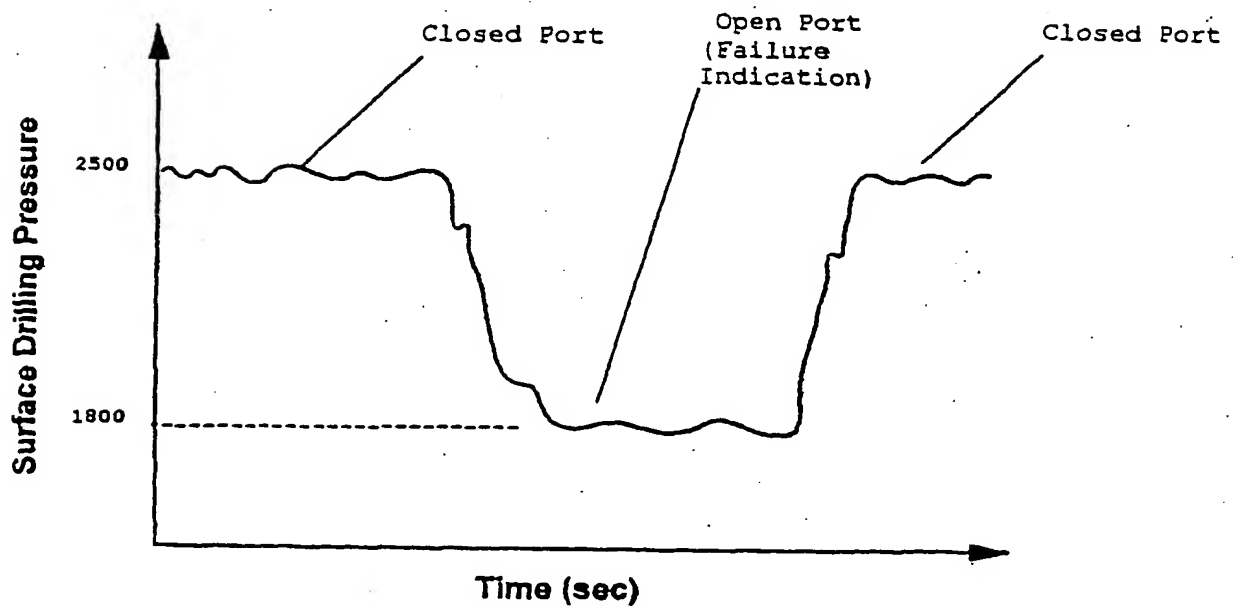 Closed Port
Open Port
(Failure
Indication)
Closed Port
Surface Drilling Pressure
2500
1800
Time (sec)